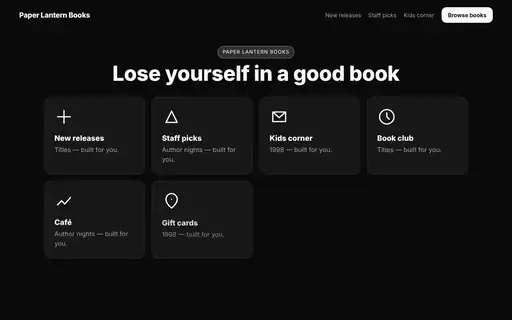 Paper Lantern Books
New releases
Staff picks
Kids corner
Browse books
PAPER LANTERN BOOKS
Lose yourself in a good book
New releases
Titles — built for you.
Staff picks
Author nights — built for
you.
Kids corner
1998 — built for you.
Book club
Titles — built for you.
Café
Author nights — built for
you.
Gift cards
1998 — built for you.